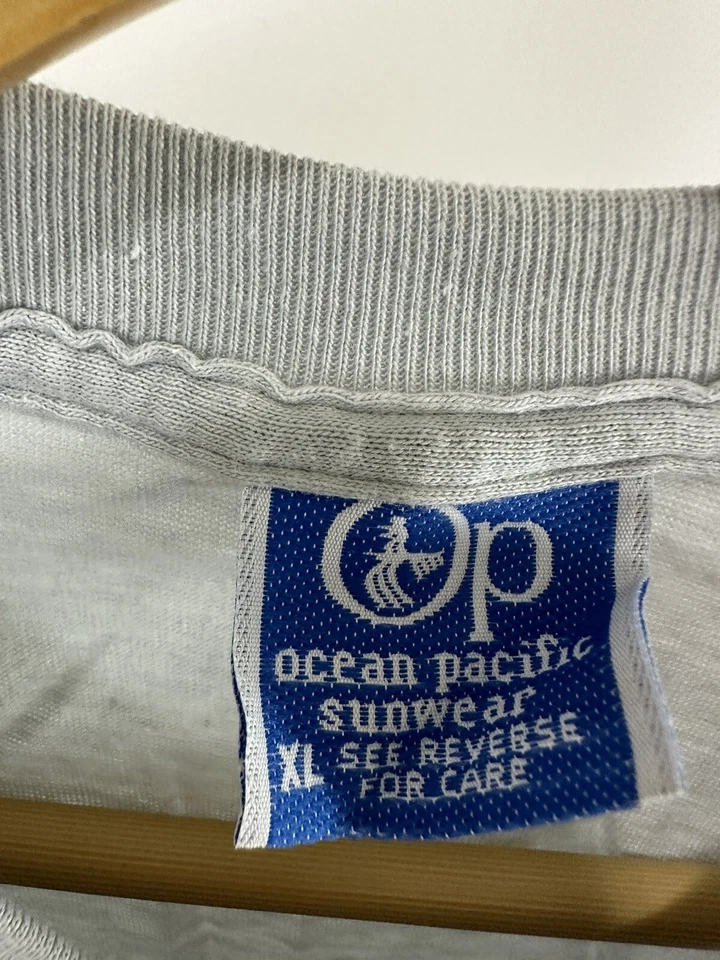 Op
ocean pacific
sunwear
XL SEE REVERSE
FOR CARE